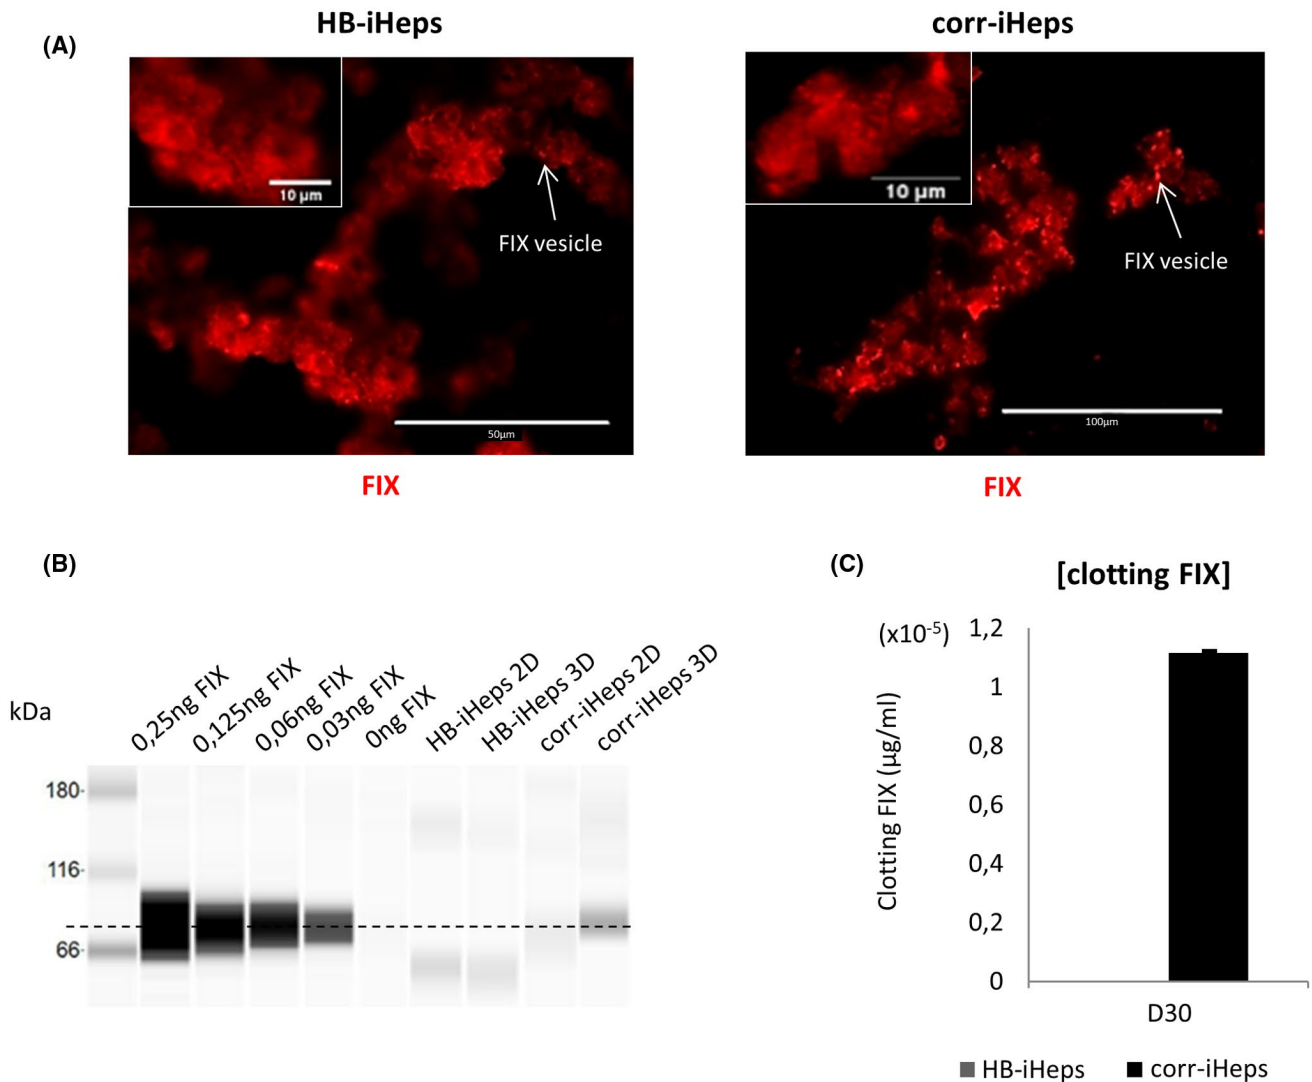 HB-iHeps
corr-iHeps
(A)
10 µm
FIX vesicle
50µm
10 µm
FIX vesicle
100µm
FIX
FIX
(B)
kDa
0,25ng FIX
0,125ng FIX
0,06ng FIX
0,03ng FIX
0ng FIX
HB-iHeps 2D
HB-iHeps 3D
corr-iHeps 2D
corr-iHeps 3D
180-
116-
66-
(C)
[clotting FIX]
(x10⁻⁵)
Clotting FIX (µg/ml)
1,2
1
0,8
0,6
0,4
0,2
0
D30
HB-iHeps
corr-iHeps